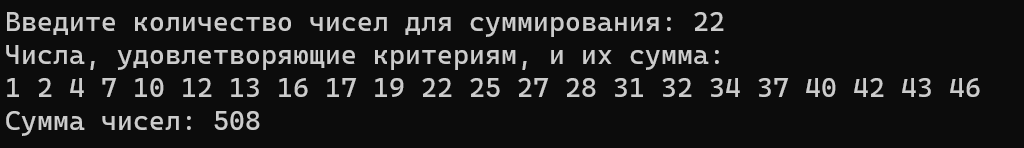 Введите количество чисел для суммирования: 22
Числа, удовлетворяющие критериям, и их сумма:
1 2 4 7 10 12 13 16 17 19 22 25 27 28 31 32 34 37 40 42 43 46
Сумма чисел: 508